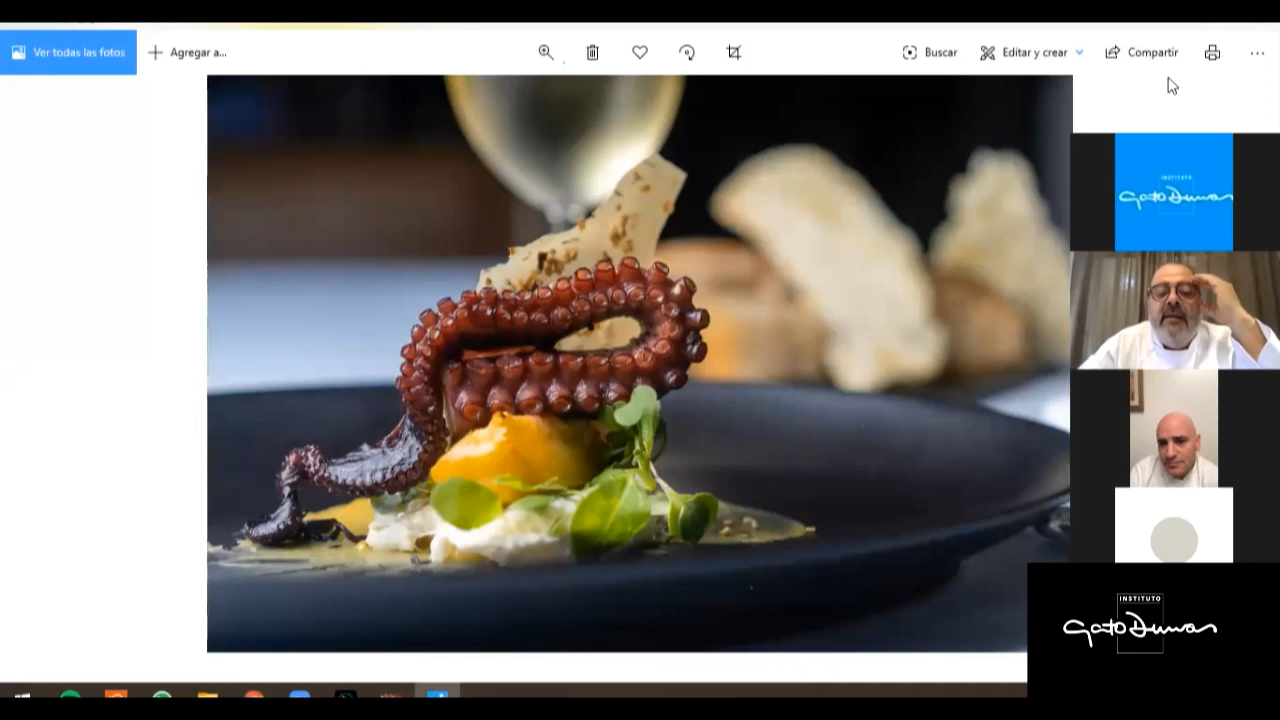 Ver todas las fotos
Agregar a...
Buscar
Editar y crear
Compartir
INSTITUTO
Gato Dumas
INSTITUTO
Gato Dumas